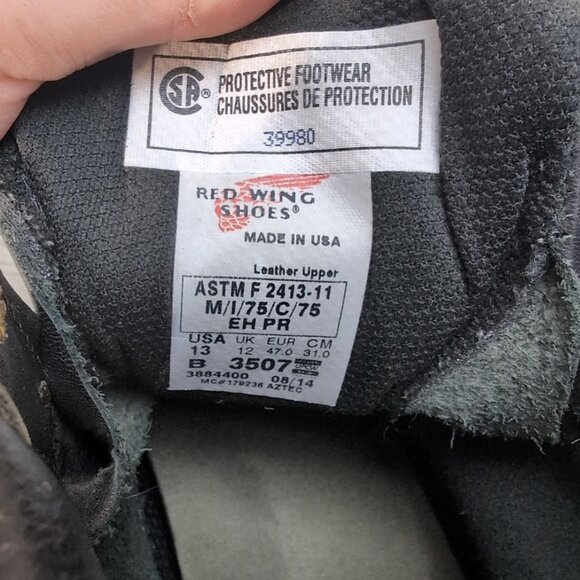 CSA® PROTECTIVE FOOTWEAR
CHAUSSURES DE PROTECTION
39980
RED WING
SHOES®
MADE IN USA
Leather Upper
ASTM F 2413-11
M/I/75/C/75
EH PR
USA UK EUR CM
13 12 47.0 31.0
B 3507
3884400 08/14
MC#179236 AZTEC